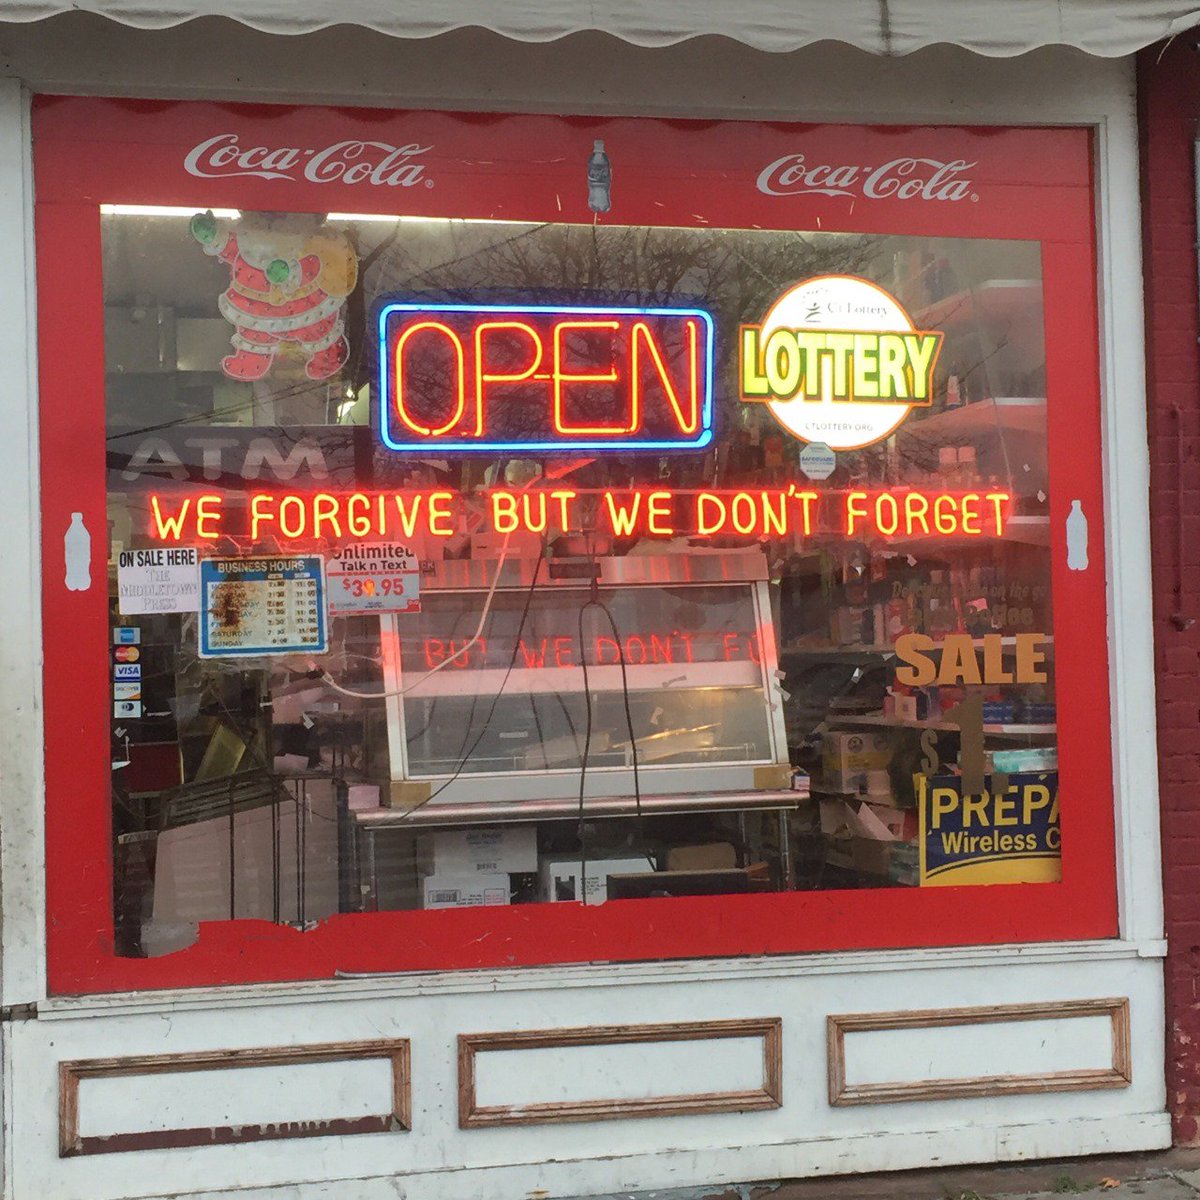 Coca-Cola
Coca-Cola
Ct Lottery
OPEN
LOTTERY
CTLOTTERY.ORG
ATM
WE FORGIVE BUT WE DON'T FORGET
ON SALE HERE
THE
MIDDLETOWN
PRESS
BUSINESS HOURS
SATURDAY
SUNDAY
Unlimited
Talk n Text
$39.95
BUT WE DON'T FO
VISA
SALE
$1
PREPA
Wireless C